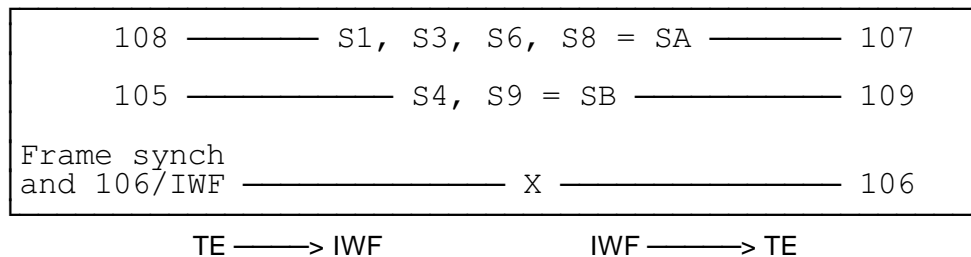 108 ——————— S1, S3, S6, S8 = SA ——————— 107
105 ——————————— S4, S9 = SB ——————————— 109
Frame synch
and 106/IWF —————————————— X ——————————————— 106
TE ————> IWF IWF ————> TE